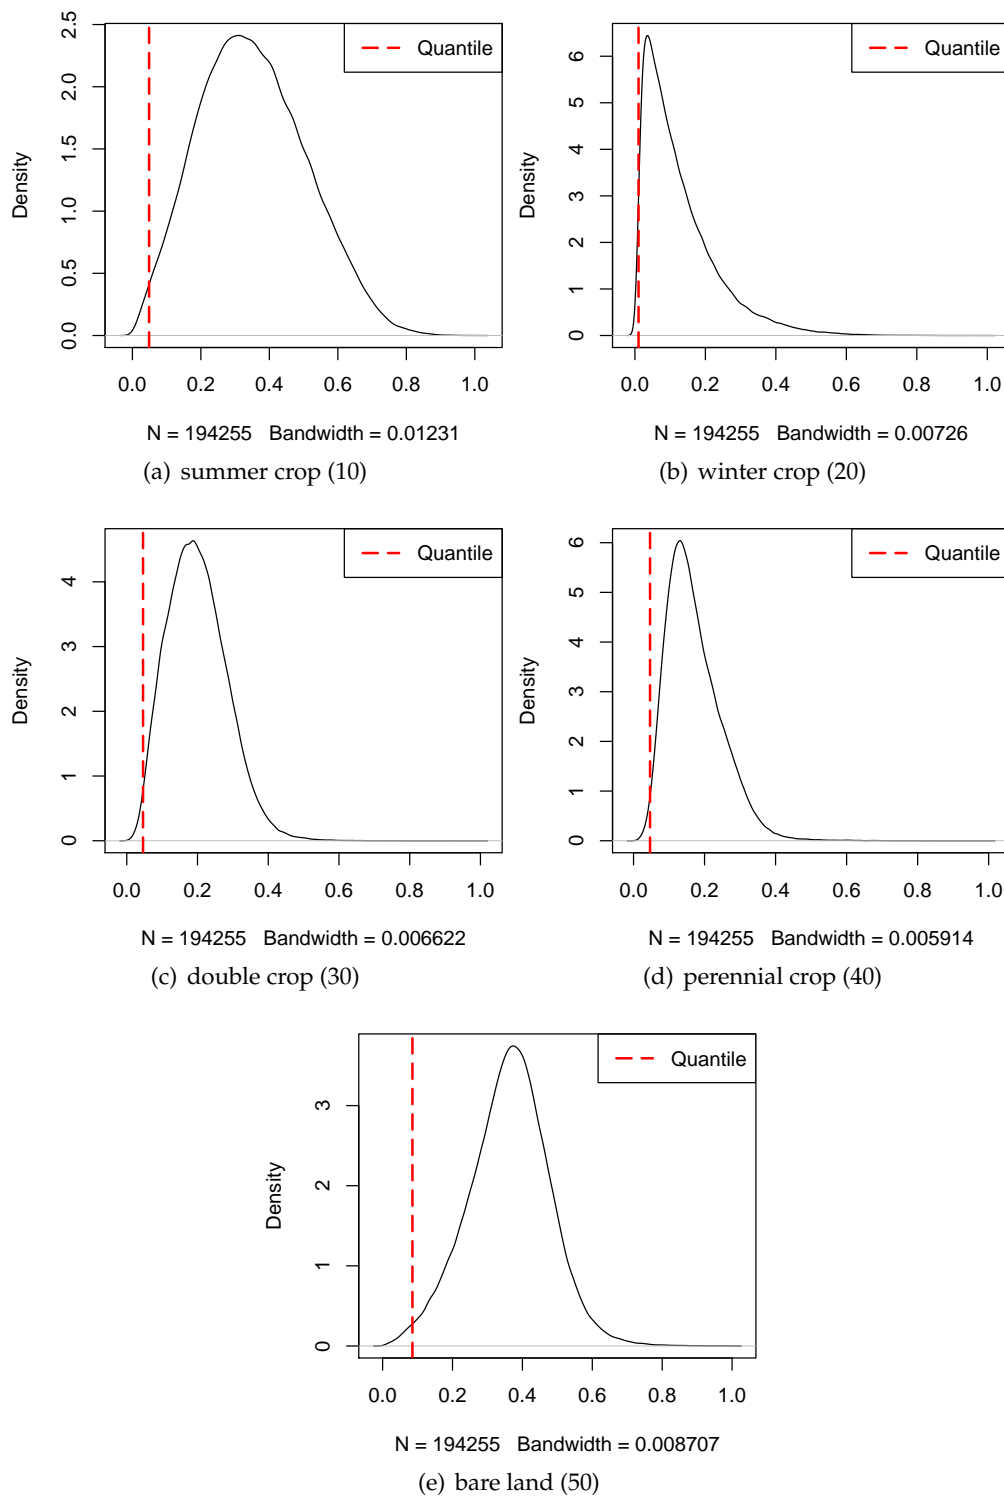 Quantile
Density
0.0 0.5 1.0 1.5 2.0 2.5
0.0 0.2 0.4 0.6 0.8 1.0
N = 194255 Bandwidth = 0.01231
(a) summer crop (10)
Quantile
Density
0 1 2 3 4 5 6
0.0 0.2 0.4 0.6 0.8 1.0
N = 194255 Bandwidth = 0.00726
(b) winter crop (20)
Quantile
Density
0 1 2 3 4
0.0 0.2 0.4 0.6 0.8 1.0
N = 194255 Bandwidth = 0.006622
(c) double crop (30)
Quantile
Density
0 1 2 3 4 5 6
0.0 0.2 0.4 0.6 0.8 1.0
N = 194255 Bandwidth = 0.005914
(d) perennial crop (40)
Quantile
Density
0 1 2 3
0.0 0.2 0.4 0.6 0.8 1.0
N = 194255 Bandwidth = 0.008707
(e) bare land (50)